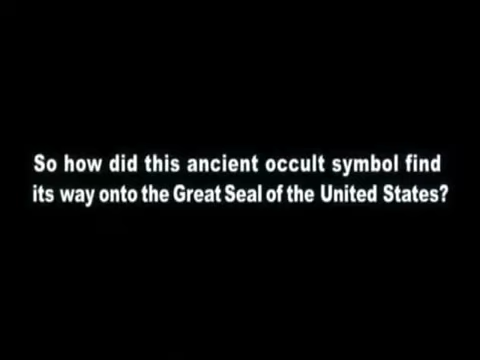 So how did this ancient occult symbol find
its way onto the Great Seal of the United States?